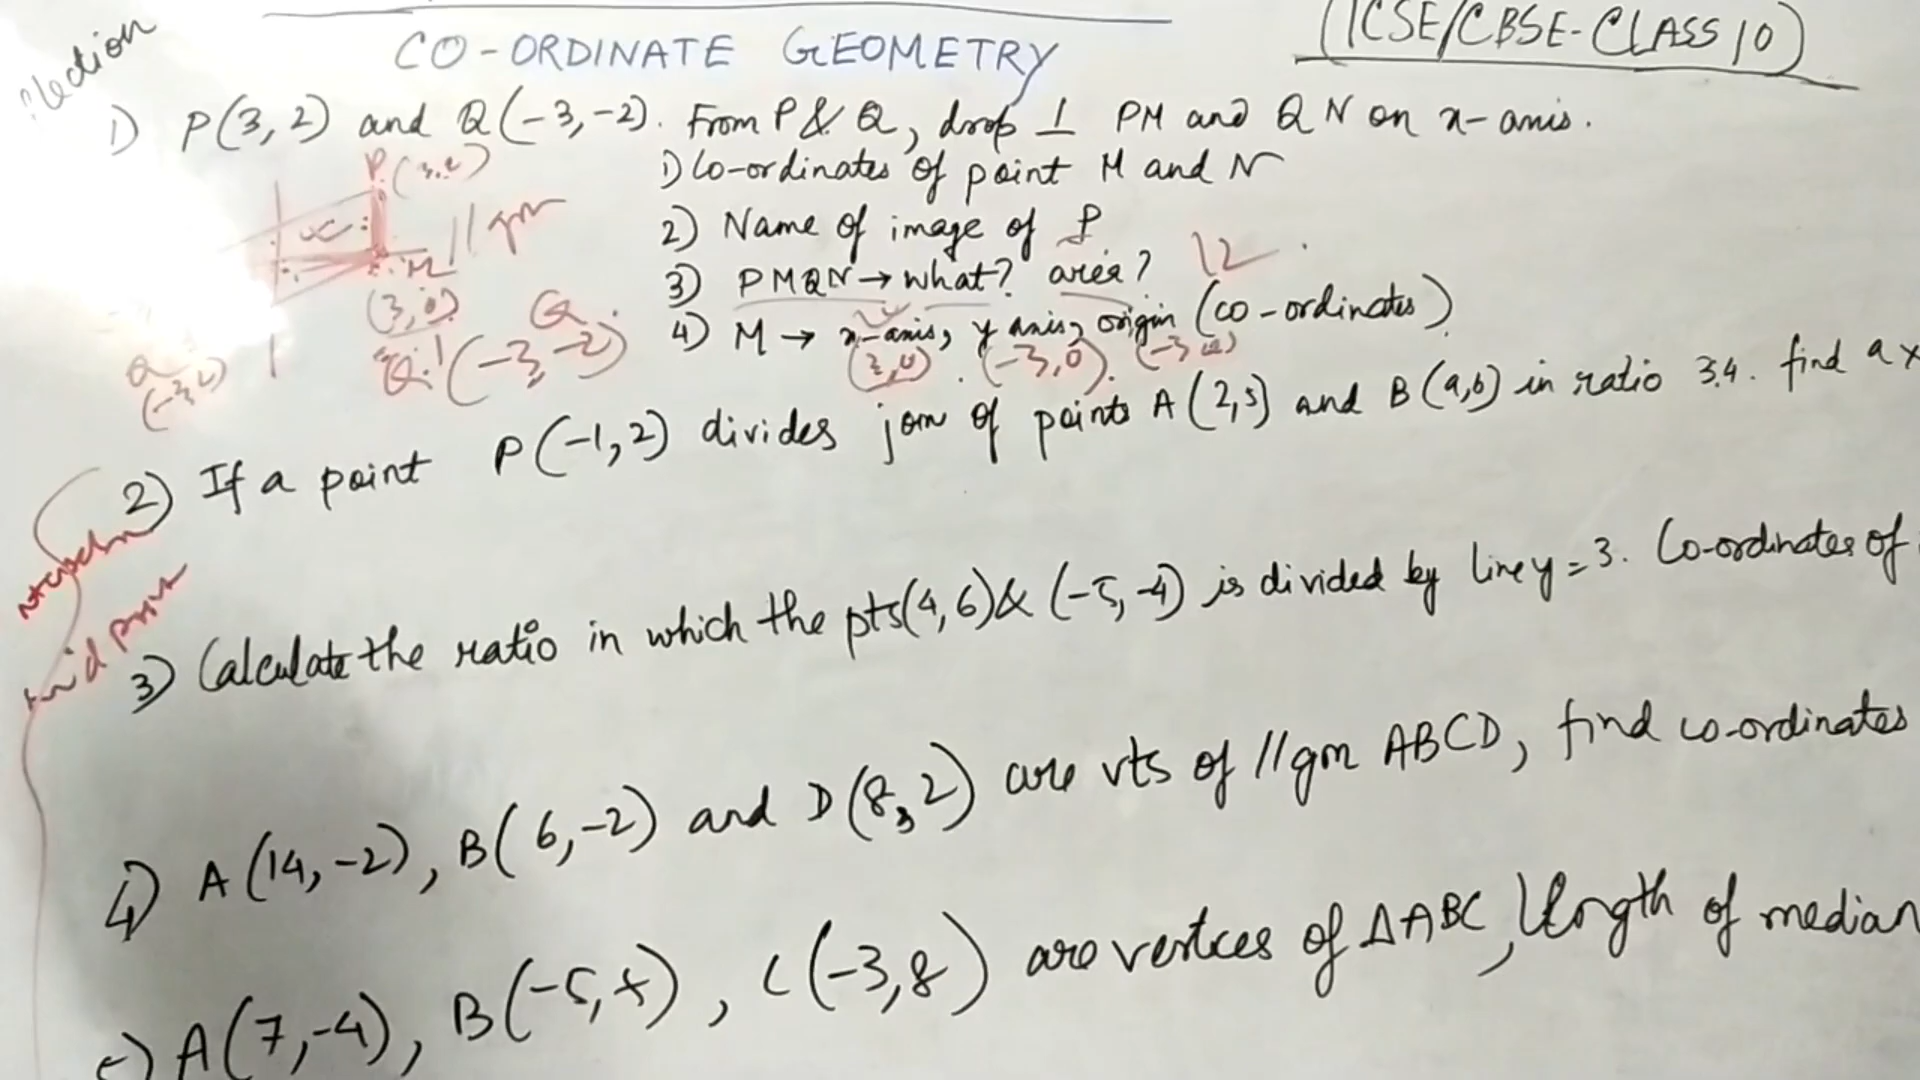 CO-ORDINATE GEOMETRY
(ICSE/CBSE-CLASS 10)
1) P(3,2) and Q(-3,-2). From P & Q, drop ⊥ PM and QN on x-axis.
1) Co-ordinates of point M and N
2) Name of image of P
3) PMQN → what? area? 12
4) M → x-axis, y axis, origin (co-ordinates)
P(3,2)
//gm
M
(3,0)
Q
(-3,-2)
(3,0). (-3,0).
2) If a point P(-1,2) divides join of points A(2,5) and B(a,b) in ratio 3:4. find a
3) Calculate the ratio in which the pts(4,6)& (-5,-4) is divided by line y=3. Co-ordinates of
mid point
4) A(14,-2), B(6,-2) and D(8,2) are vts of //gm ABCD, find co-ordinates
A(7,-4), B(-5, ), C(-3,8) are vertices of ΔABC, length of median